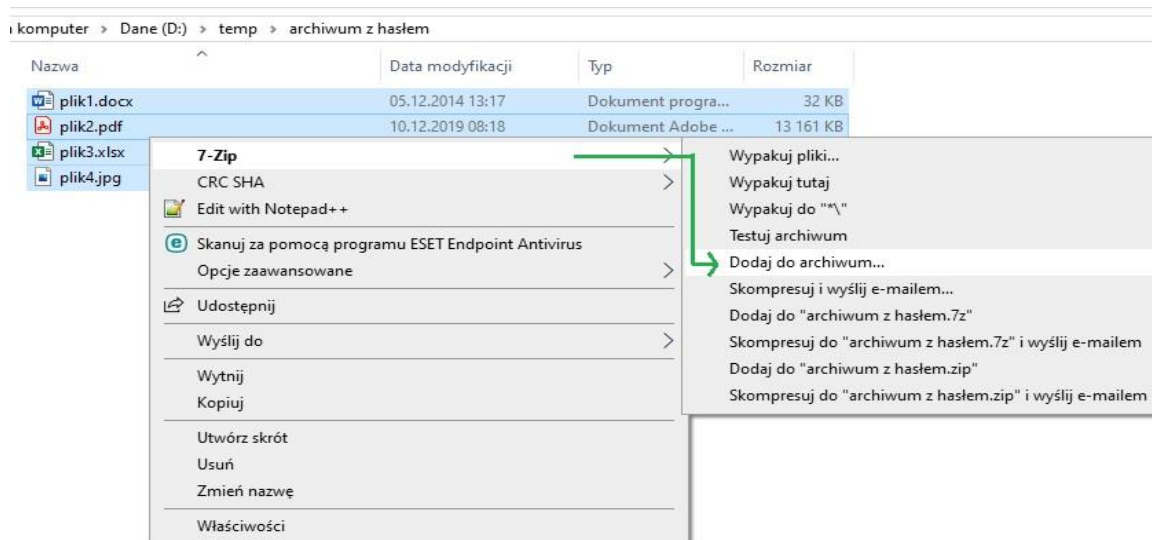 komputer > Dane (D:) > temp > archiwum z hasłem
Nazwa Data modyfikacji Typ Rozmiar
plik1.docx 05.12.2014 13:17 Dokument progra... 32 KB
plik2.pdf 10.12.2019 08:18 Dokument Adobe ... 13 161 KB
plik3.xlsx
plik4.jpg
7-Zip
CRC SHA
Edit with Notepad++
Skanuj za pomocą programu ESET Endpoint Antivirus
Opcje zaawansowane
Udostępnij
Wyślij do
Wytnij
Kopiuj
Utwórz skrót
Usuń
Zmień nazwę
Właściwości
Wypakuj pliki...
Wypakuj tutaj
Wypakuj do "*\"
Testuj archiwum
Dodaj do archiwum...
Skompresuj i wyślij e-mailem...
Dodaj do "archiwum z hasłem.7z"
Skompresuj do "archiwum z hasłem.7z" i wyślij e-mailem
Dodaj do "archiwum z hasłem.zip"
Skompresuj do "archiwum z hasłem.zip" i wyślij e-mailem